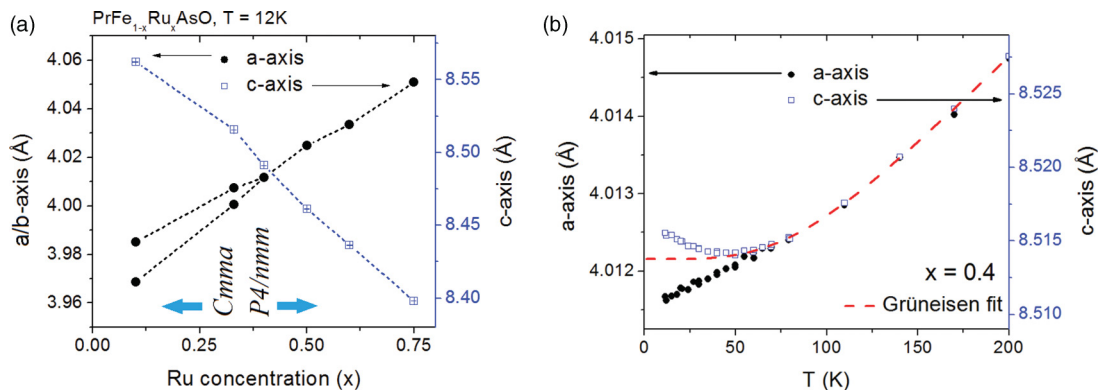 (a)
PrFe1-xRuxAsO, T = 12K
a-axis
c-axis
4.06
4.04
4.02
4.00
3.98
3.96
a/b-axis (Å)
8.55
8.50
8.45
8.40
c-axis (Å)
Cmma
P4/nmm
0.00 0.25 0.50 0.75
Ru concentration (x)
(b)
a-axis
c-axis
4.015
4.014
4.013
4.012
a-axis (Å)
8.525
8.520
8.515
8.510
c-axis (Å)
x = 0.4
Grüneisen fit
0 50 100 150 200
T (K)